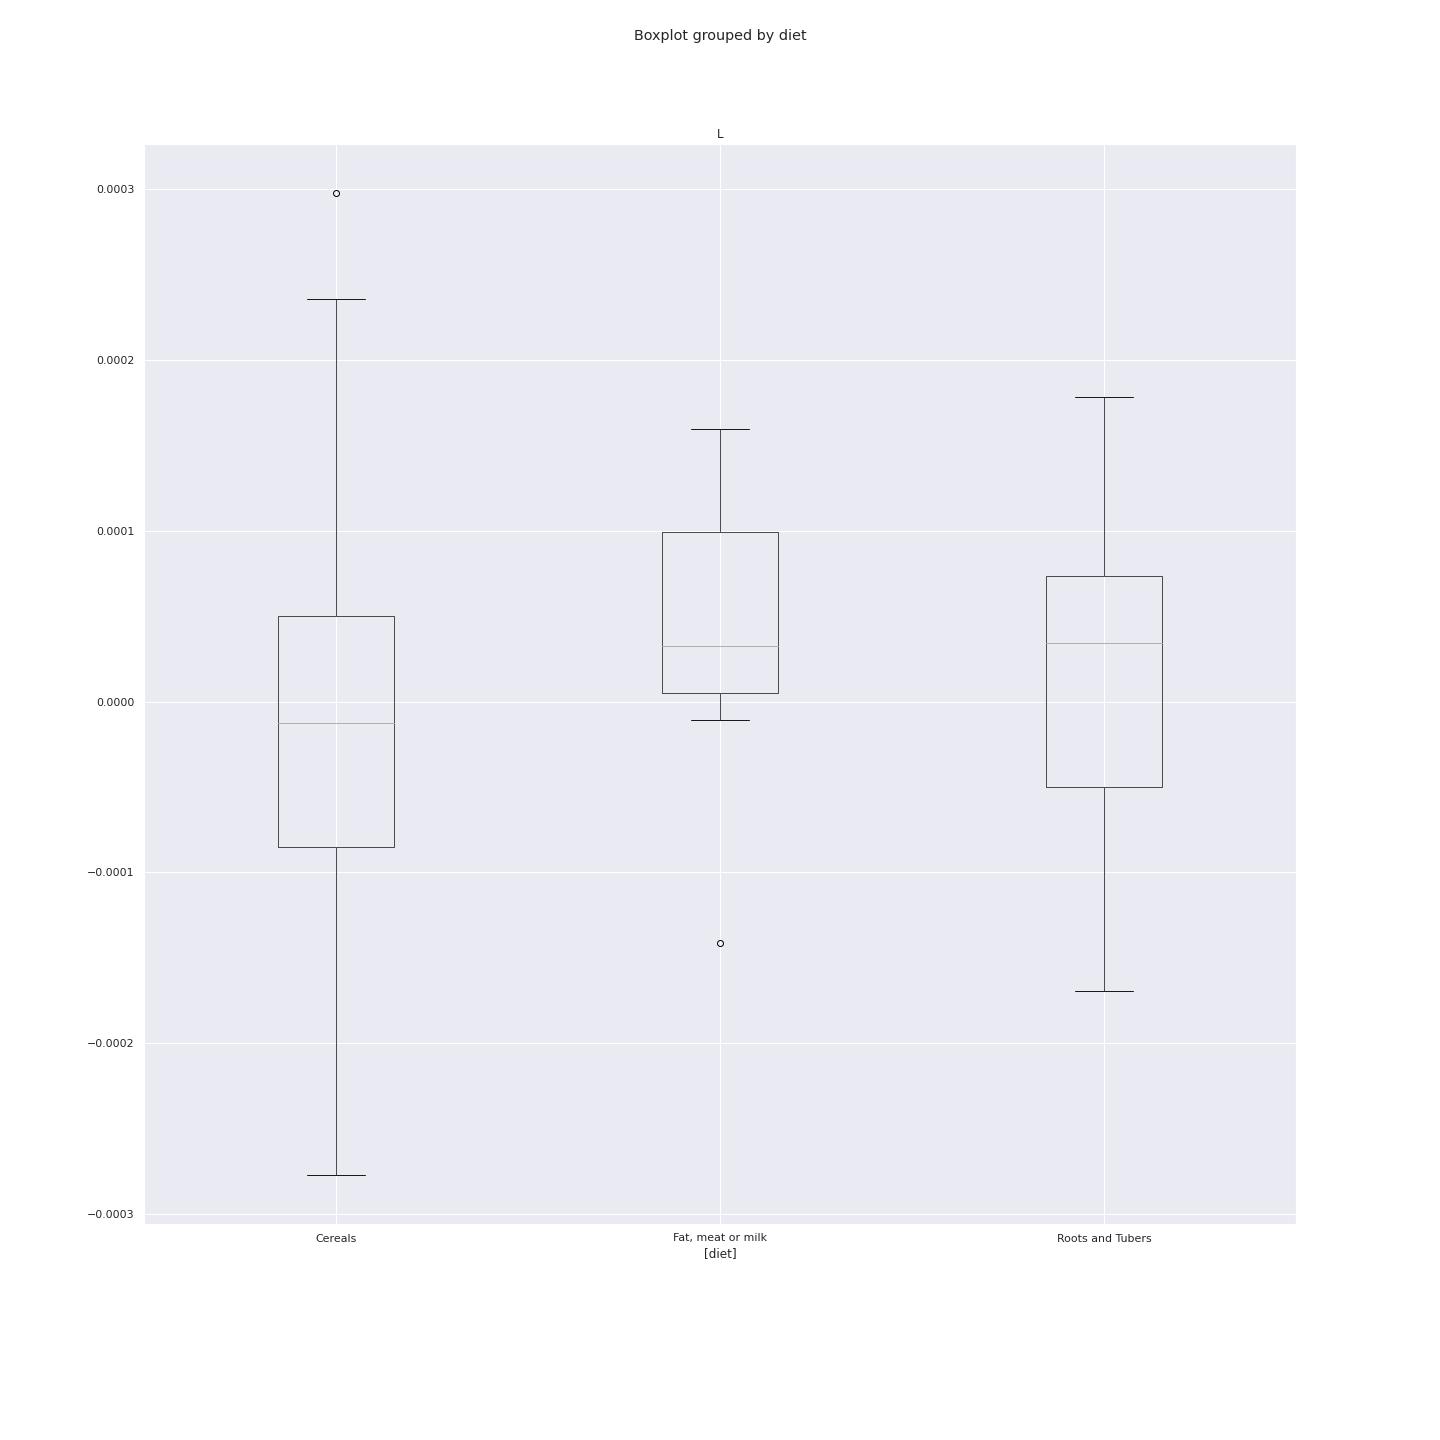 Boxplot grouped by diet
L
0.0003
0.0002
0.0001
0.0000
−0.0001
−0.0002
−0.0003
Cereals Fat, meat or milk Roots and Tubers
[diet]